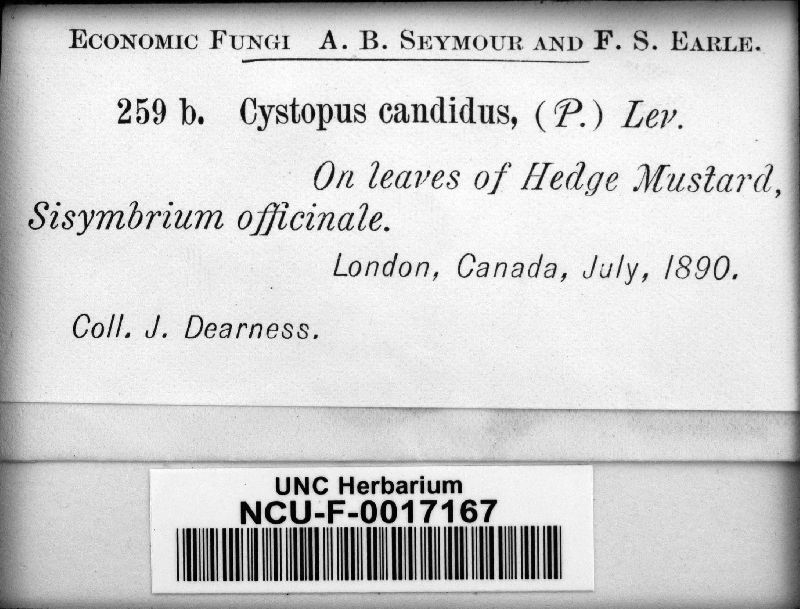 Economic Fungi A. B. Seymour and F. S. Earle.
259 b. Cystopus candidus, (P.) Lev.
On leaves of Hedge Mustard,
Sisymbrium officinale.
London, Canada, July, 1890.
Coll. J. Dearness.
UNC Herbarium
NCU-F-0017167